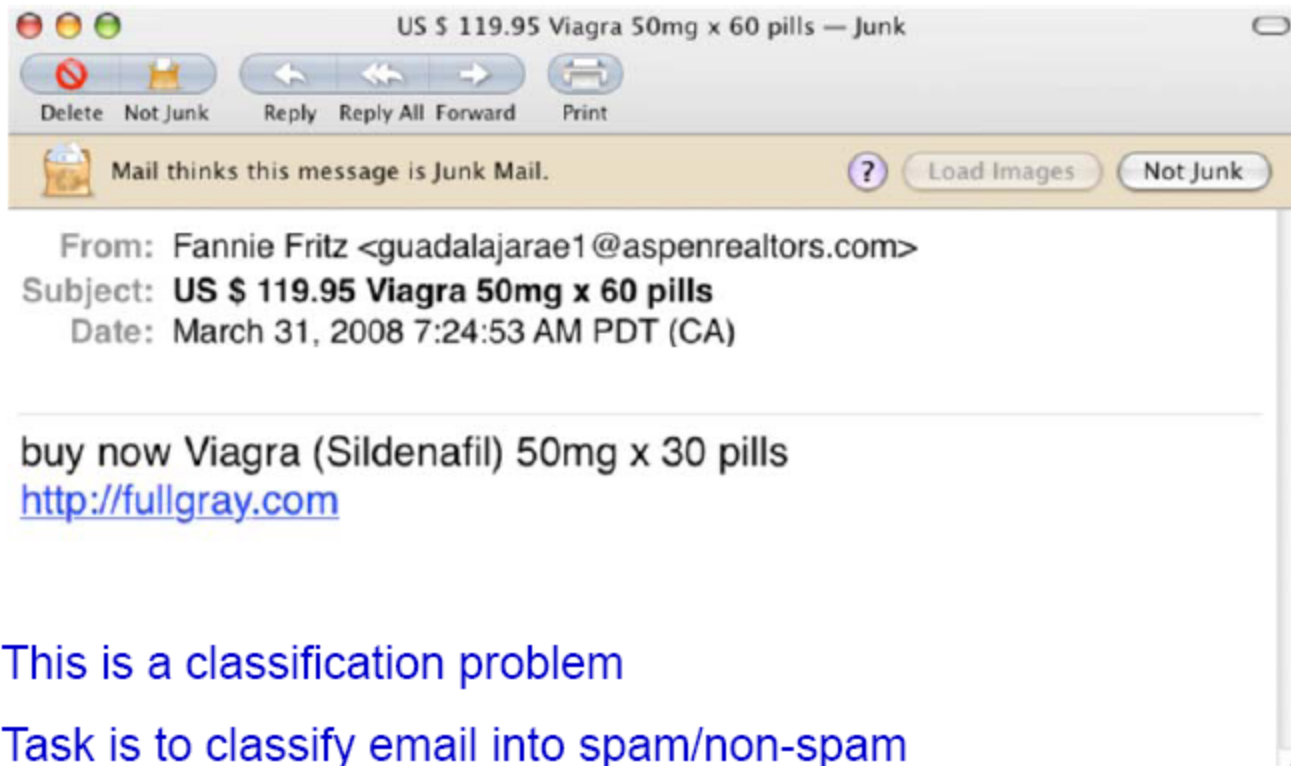 US $ 119.95 Viagra 50mg x 60 pills — Junk
Delete Not Junk Reply Reply All Forward Print
Mail thinks this message is Junk Mail. ? Load Images Not Junk
From: Fannie Fritz <guadalajarae1@aspenrealtors.com>
Subject: US $ 119.95 Viagra 50mg x 60 pills
Date: March 31, 2008 7:24:53 AM PDT (CA)
buy now Viagra (Sildenafil) 50mg x 30 pills
http://fullgray.com
This is a classification problem
Task is to classify email into spam/non-spam